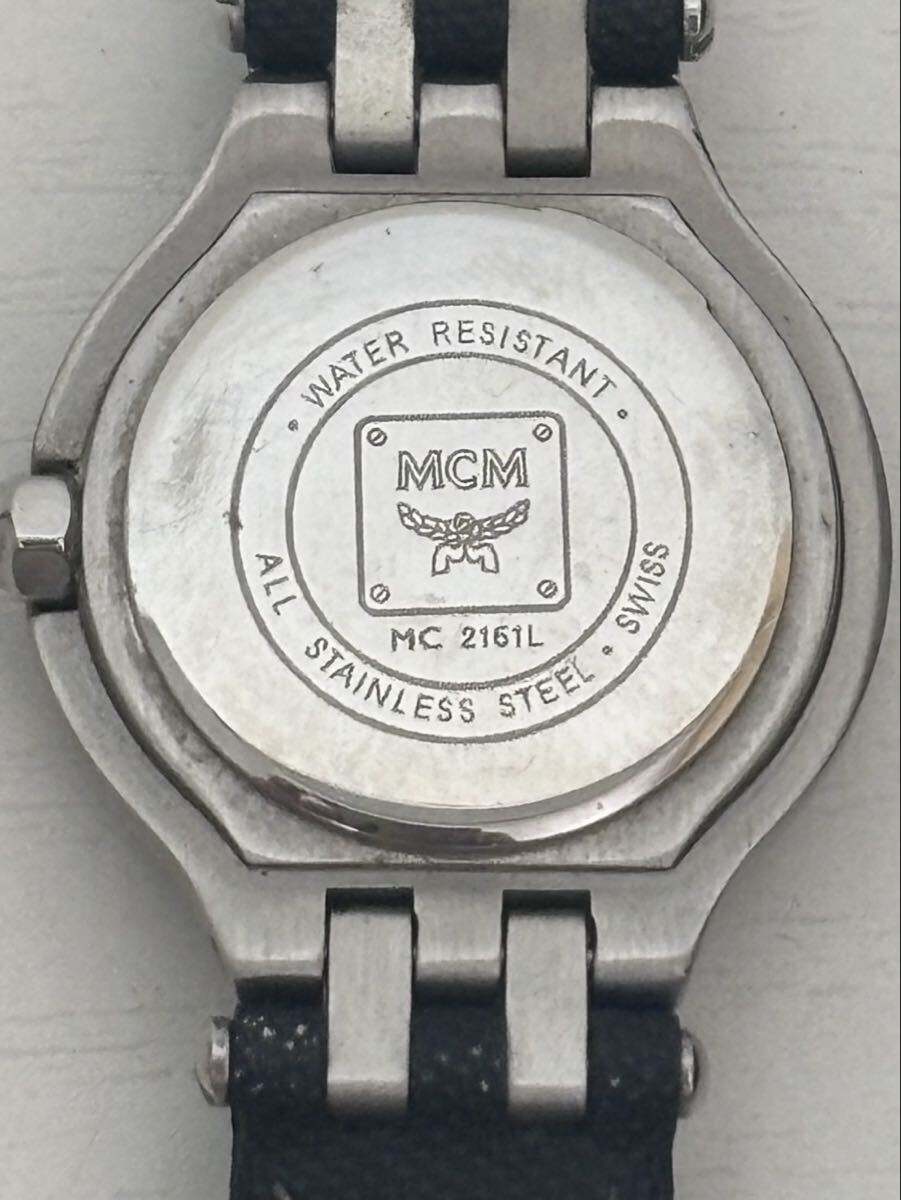 • WATER RESISTANT •
MCM
MC 2161L
ALL STAINLESS STEEL • SWISS